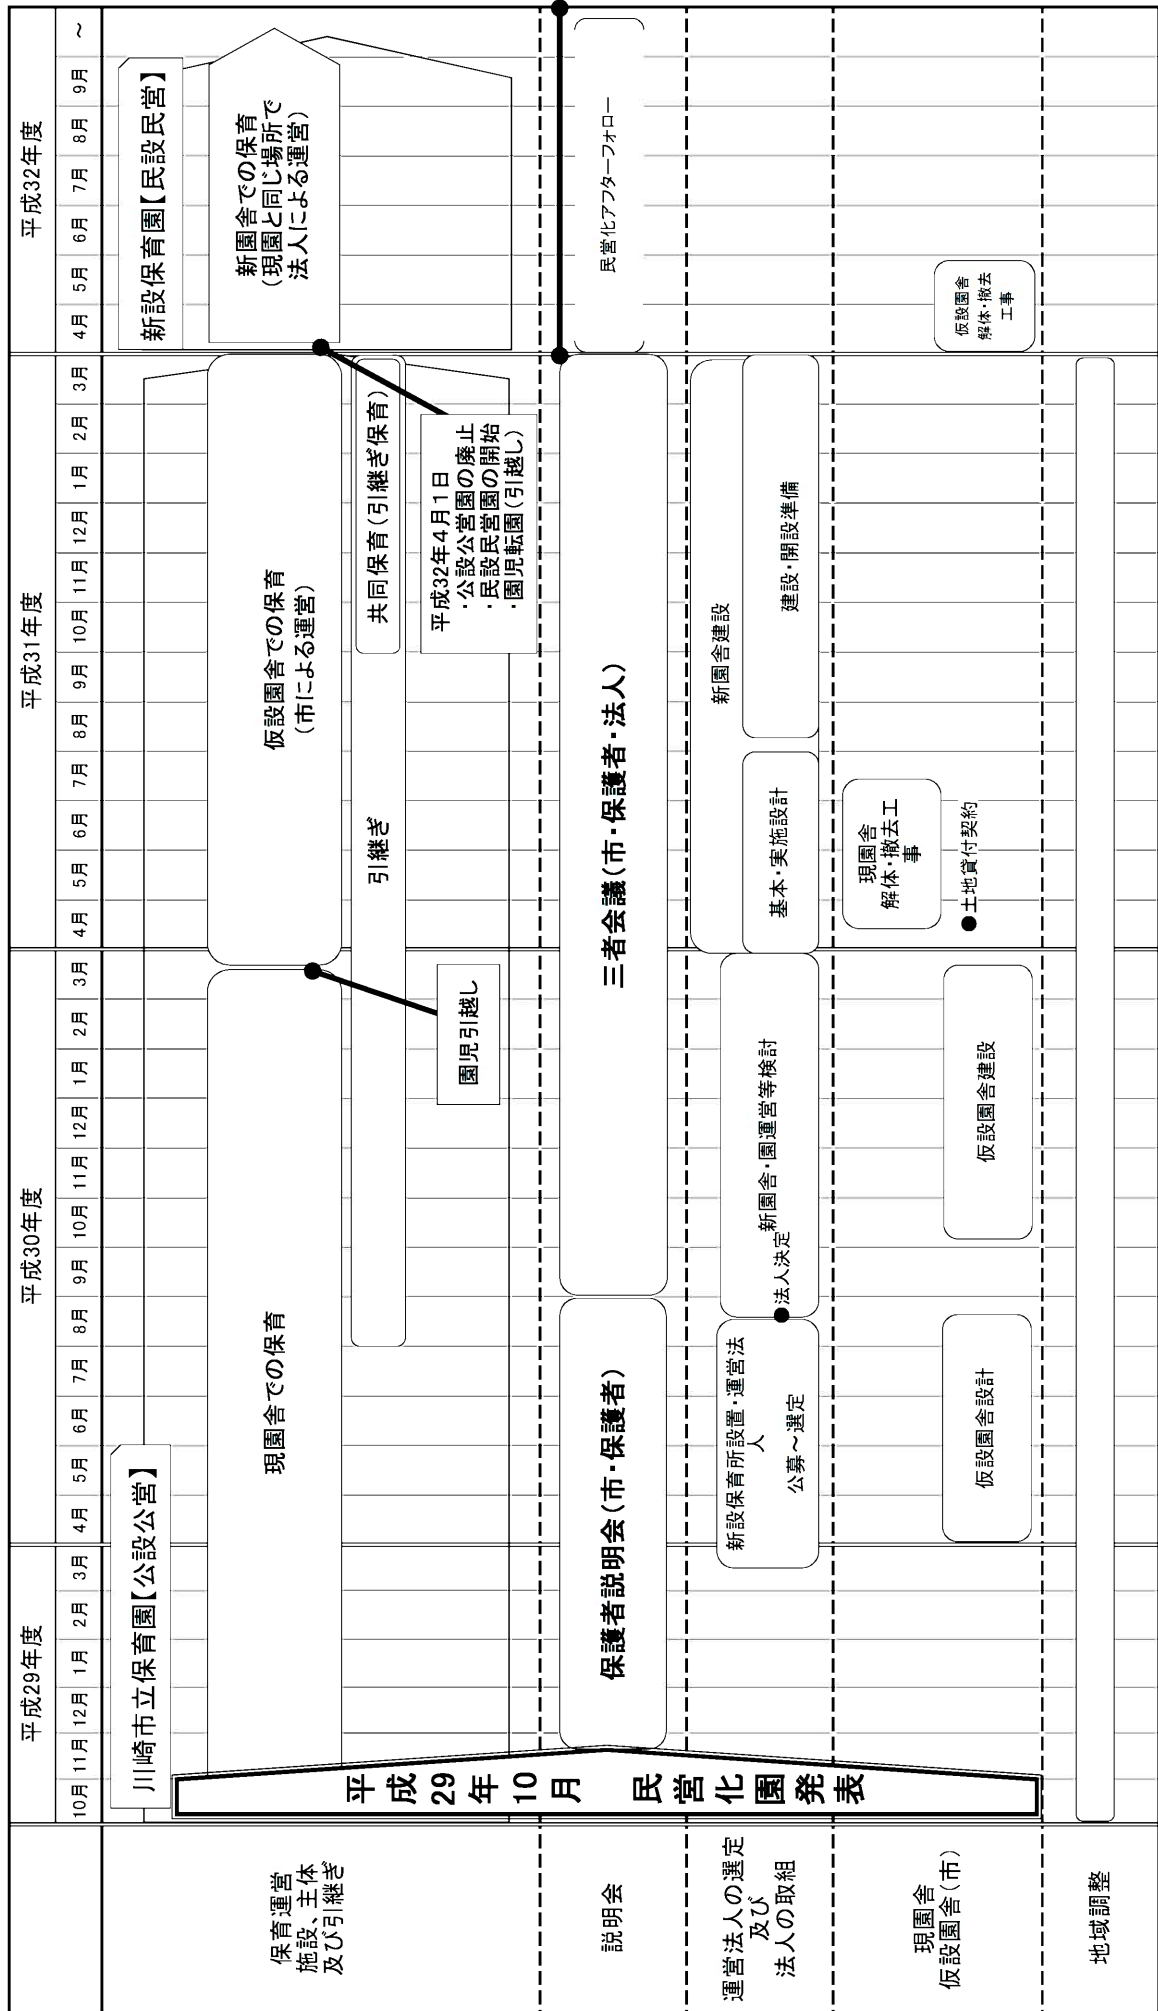 平成29年度
平成30年度
平成31年度
平成32年度
10月 11月 12月 1月 2月 3月 4月 5月 6月 7月 8月 9月 10月 11月 12月 1月 2月 3月 4月 5月 6月 7月 8月 9月 10月 11月 12月 1月 2月 3月 4月 5月 6月 7月 8月 9月 ～
保育運営
施設、主体
及び引継ぎ
川崎市立保育園【公設公営】
新設保育園【民設民営】
現園舎での保育
仮設園舎での保育
（市による運営）
新園舎での保育
（現園と同じ場所で
法人による運営）
引継ぎ
共同保育（引継ぎ保育）
園児引越し
平成32年４月１日
・公設公営園の廃止
・民設民営園の開始
・園児転園（引越し）
平成29年10月　民営化園発表
説明会
保護者説明会（市・保護者）
三者会議（市・保護者・法人）
民営化アフターフォロー
運営法人の選定
及び
法人の取組
新設保育所設置・運営法
人
公募～選定
法人決定
新園舎・園運営等検討
新園舎建設
基本・実施設計
建設・開設準備
現園舎
仮設園舎（市）
仮設園舎設計
仮設園舎建設
現園舎
解体・撤去工
事
土地貸付契約
仮設園舎
解体・撤去
工事
地域調整